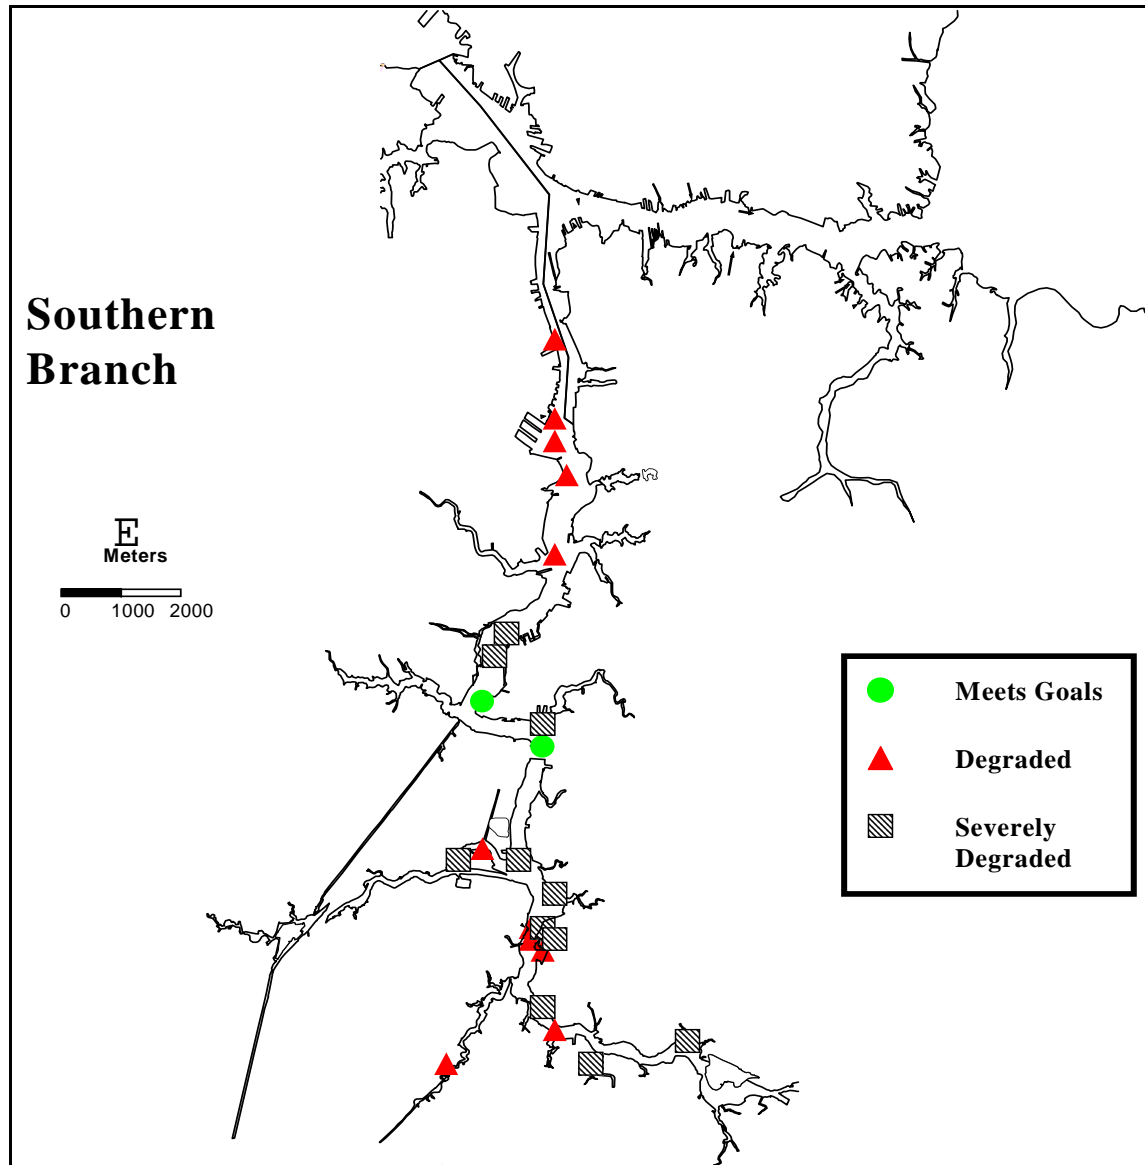 Southern
Branch
E
Meters
0 1000 2000
Meets Goals
Degraded
Severely
Degraded